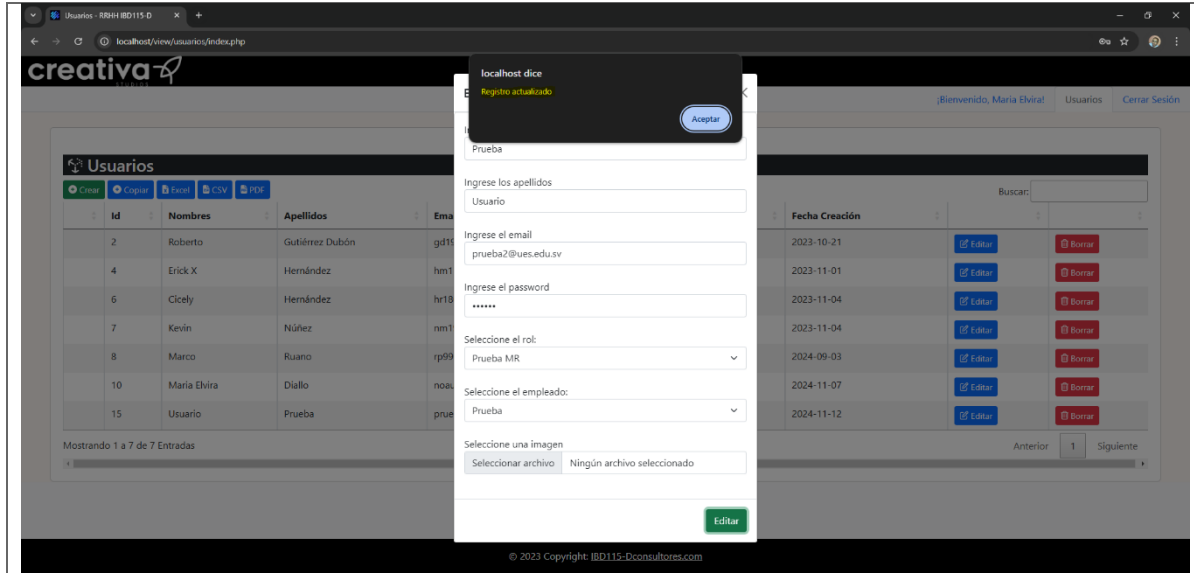 Usuarios - RRHH IBD115-D
localhost/view/usuarios/index.php
creativa
STUDIOS
localhost dice
Registro actualizado
Aceptar
¡Bienvenido, Maria Elvira! Usuarios Cerrar Sesión
Usuarios
Crear Copiar Excel CSV PDF
Buscar:
Id Nombres Apellidos Fecha Creación
2 Roberto Gutiérrez Dubón 2023-10-21 Editar Borrar
4 Erick X Hernández 2023-11-01 Editar Borrar
6 Cicely Hernández 2023-11-04 Editar Borrar
7 Kevin Núñez 2023-11-04 Editar Borrar
8 Marco Ruano 2024-09-03 Editar Borrar
10 Maria Elvira Diallo 2024-11-07 Editar Borrar
15 Usuario Prueba 2024-11-12 Editar Borrar
Mostrando 1 a 7 de 7 Entradas
Anterior 1 Siguiente
Prueba
Ingrese los apellidos
Usuario
Ingrese el email
prueba2@ues.edu.sv
Ingrese el password
••••••
Seleccione el rol:
Prueba MR
Seleccione el empleado:
Prueba
Seleccione una imagen
Seleccionar archivo Ningún archivo seleccionado
Editar
© 2023 Copyright: IBD115-Dconsultores.com